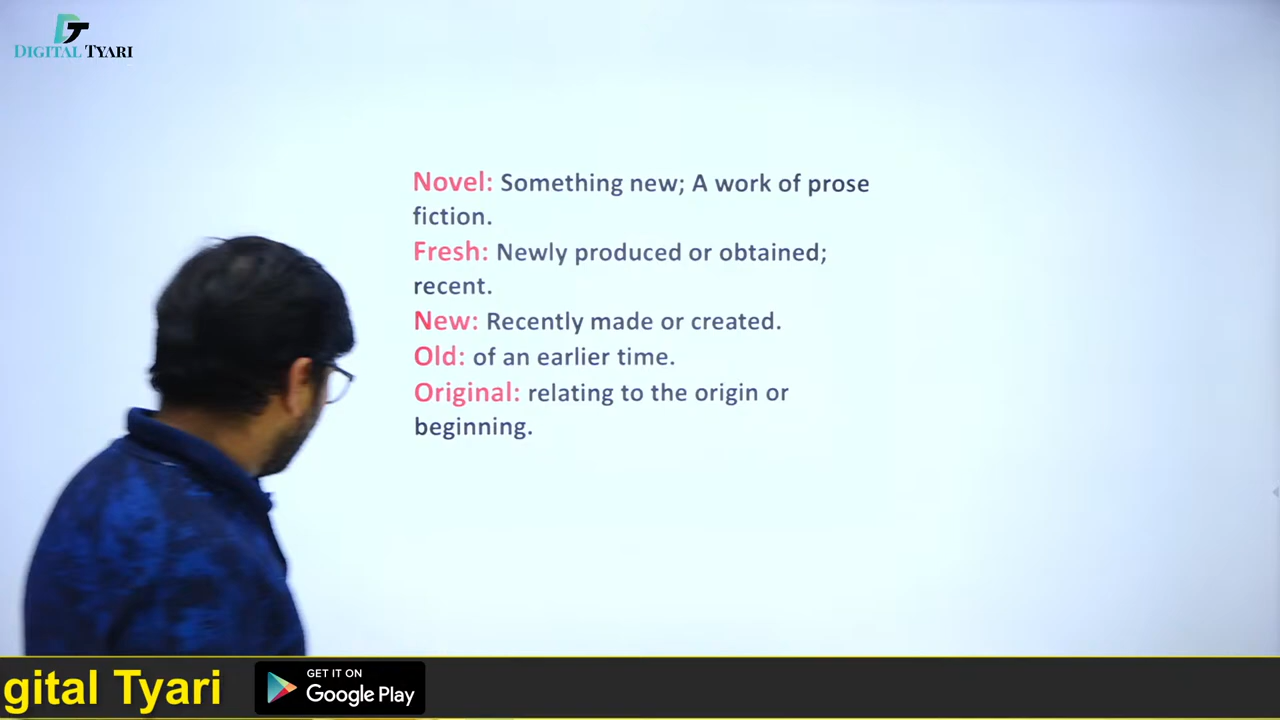 DT
DIGITAL TYARI
Novel: Something new; A work of prose
fiction.
Fresh: Newly produced or obtained;
recent.
New: Recently made or created.
Old: of an earlier time.
Original: relating to the origin or
beginning.
gital Tyari
GET IT ON
Google Play